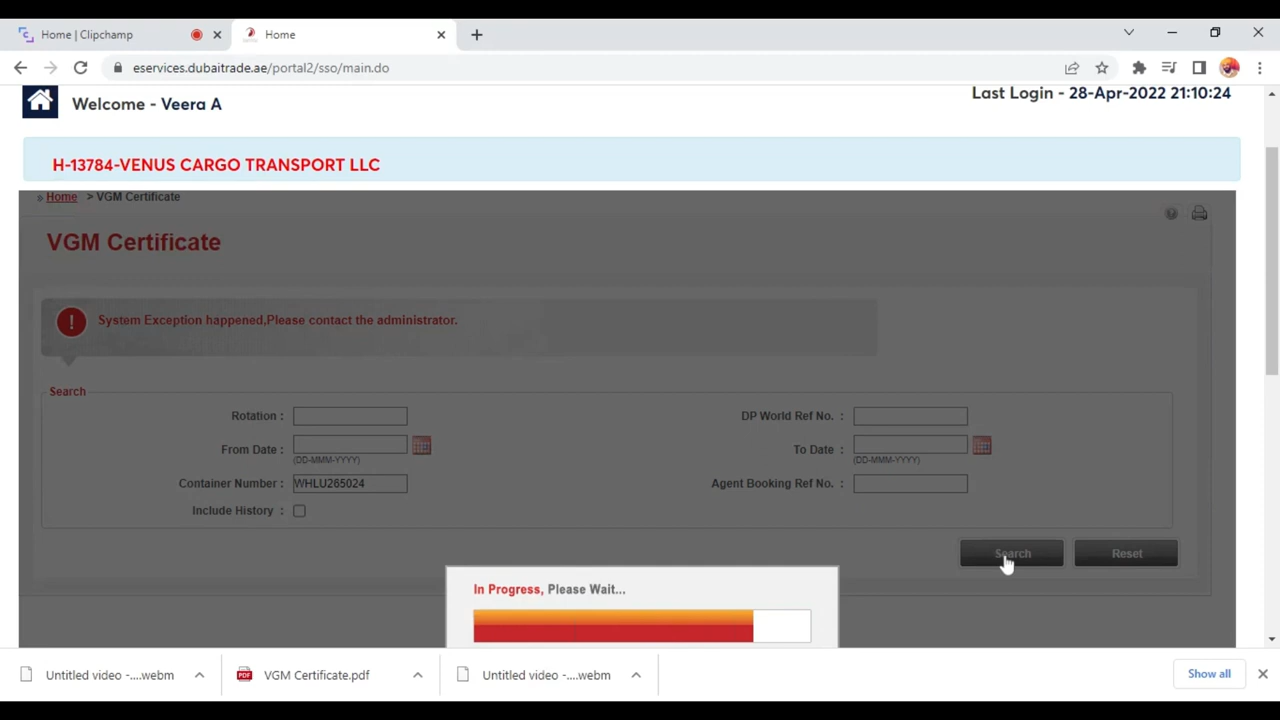 Home | Clipchamp
Home
eservices.dubaitrade.ae/portal2/sso/main.do
Welcome - Veera A
Last Login - 28-Apr-2022 21:10:24
H-13784-VENUS CARGO TRANSPORT LLC
» Home > VGM Certificate
VGM Certificate
System Exception happened,Please contact the administrator.
Search
Rotation :
DP World Ref No. :
From Date :
(DD-MMM-YYYY)
To Date :
(DD-MMM-YYYY)
Container Number : WHLU265024
Agent Booking Ref No. :
Include History :
Search
Reset
In Progress, Please Wait...
Untitled video -....webm
PDF VGM Certificate.pdf
Untitled video -....webm
Show all